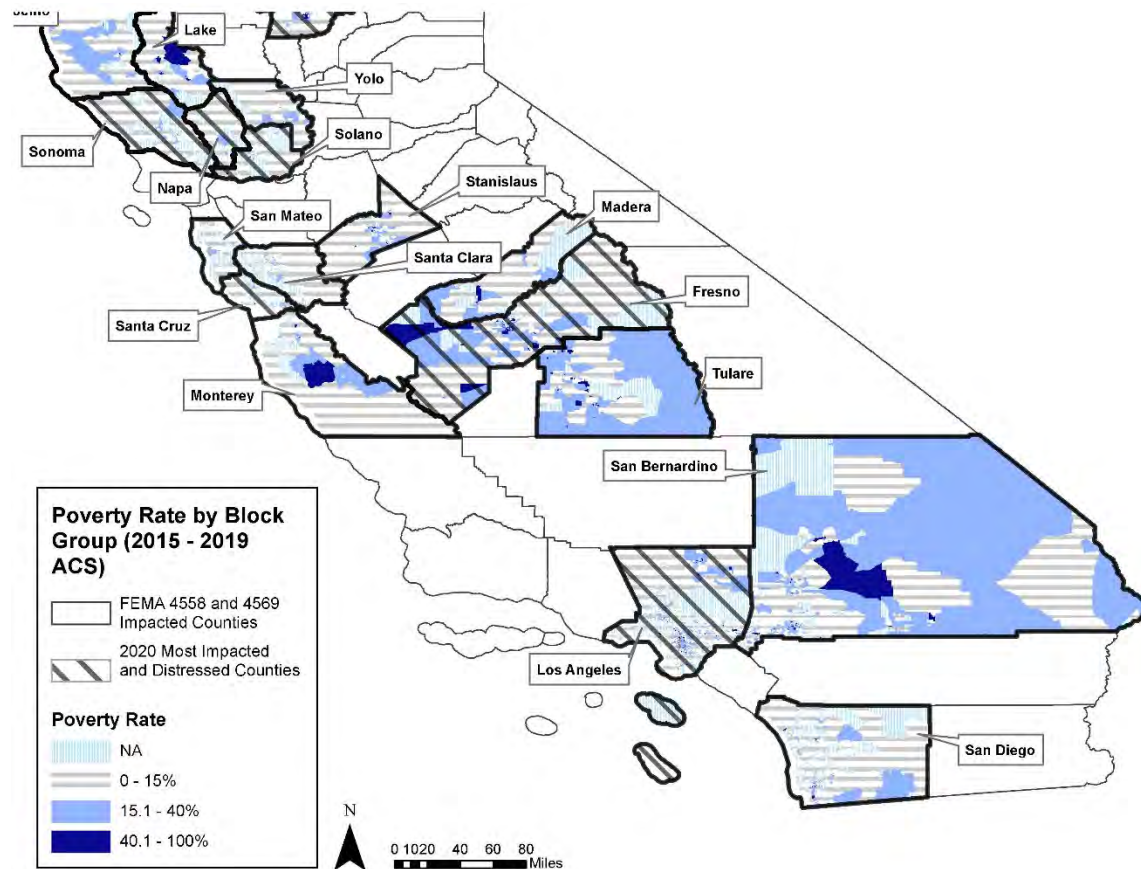 Lake
Yolo
Sonoma
Solano
Napa
Stanislaus
San Mateo
Madera
Santa Clara
Fresno
Santa Cruz
Tulare
Monterey
San Bernardino
Los Angeles
San Diego
Poverty Rate by Block
Group (2015 - 2019
ACS)
FEMA 4558 and 4569
Impacted Counties
2020 Most Impacted
and Distressed Counties
Poverty Rate
NA
0 - 15%
15.1 - 40%
40.1 - 100%
N
0 1020 40 60 80
Miles